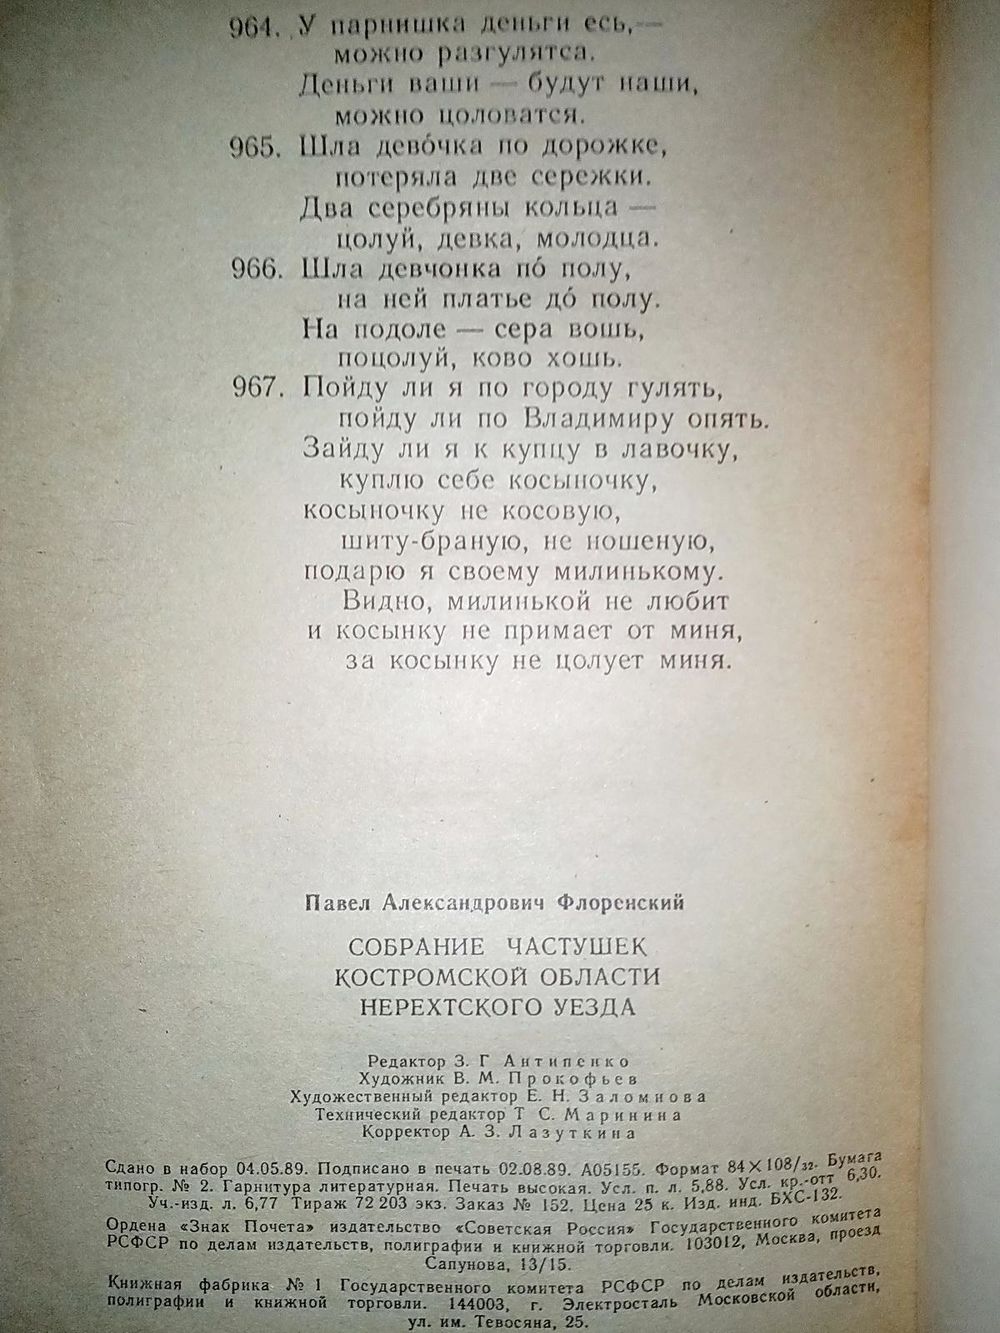 964. У парнишка деньги есь,—
можно разгулятса.
Деньги ваши — будут наши,
можно цоловатся.
965. Шла дево́чка по дорожке,
потеряла две сережки.
Два серебряны кольца —
цолуй, девка, молодца.
966. Шла девчонка по́ полу,
на ней платье до́ полу.
На подоле — сера вошь,
поцолуй, ково хошь.
967. Пойду ли я по городу гулять,
пойду ли по Владимиру опять.
Зайду ли я к купцу в лавочку,
куплю себе косыночку,
косыночку не косовую,
шиту-браную, не ношеную,
подарю я своему милинькому.
Видно, милинькой не любит
и косынку не примает от миня,
за косынку не цолует миня.
Павел Александрович Флоренский
СОБРАНИЕ ЧАСТУШЕК
КОСТРОМСКОЙ ОБЛАСТИ
НЕРЕХТСКОГО УЕЗДА
Редактор З. Г Антипенко
Художник В. М. Прокофьев
Художественный редактор Е. Н. Заломнова
Технический редактор Т С. Маринина
Корректор А. З. Лазуткина
Сдано в набор 04.05.89. Подписано в печать 02.08.89. А05155. Формат 84×108/32. Бумага
типогр. № 2. Гарнитура литературная. Печать высокая. Усл. п. л. 5,88. Усл. кр.-отт 6,30.
Уч.-изд. л. 6,77 Тираж 72 203 экз. Заказ № 152. Цена 25 к. Изд. инд. БХС-132.
Ордена «Знак Почета» издательство «Советская Россия» Государственного комитета
РСФСР по делам издательств, полиграфии и книжной торговли. 103012, Москва, проезд
Сапунова, 13/15.
Книжная фабрика № 1 Государственного комитета РСФСР по делам издательств,
полиграфии и книжной торговли. 144003, г. Электросталь Московской области,
ул. им. Тевосяна, 25.